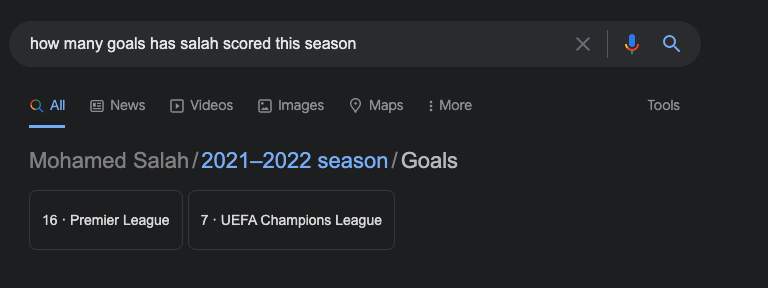 how many goals has salah scored this season
All News Videos Images Maps More Tools
Mohamed Salah/2021–2022 season/Goals
16 · Premier League 7 · UEFA Champions League